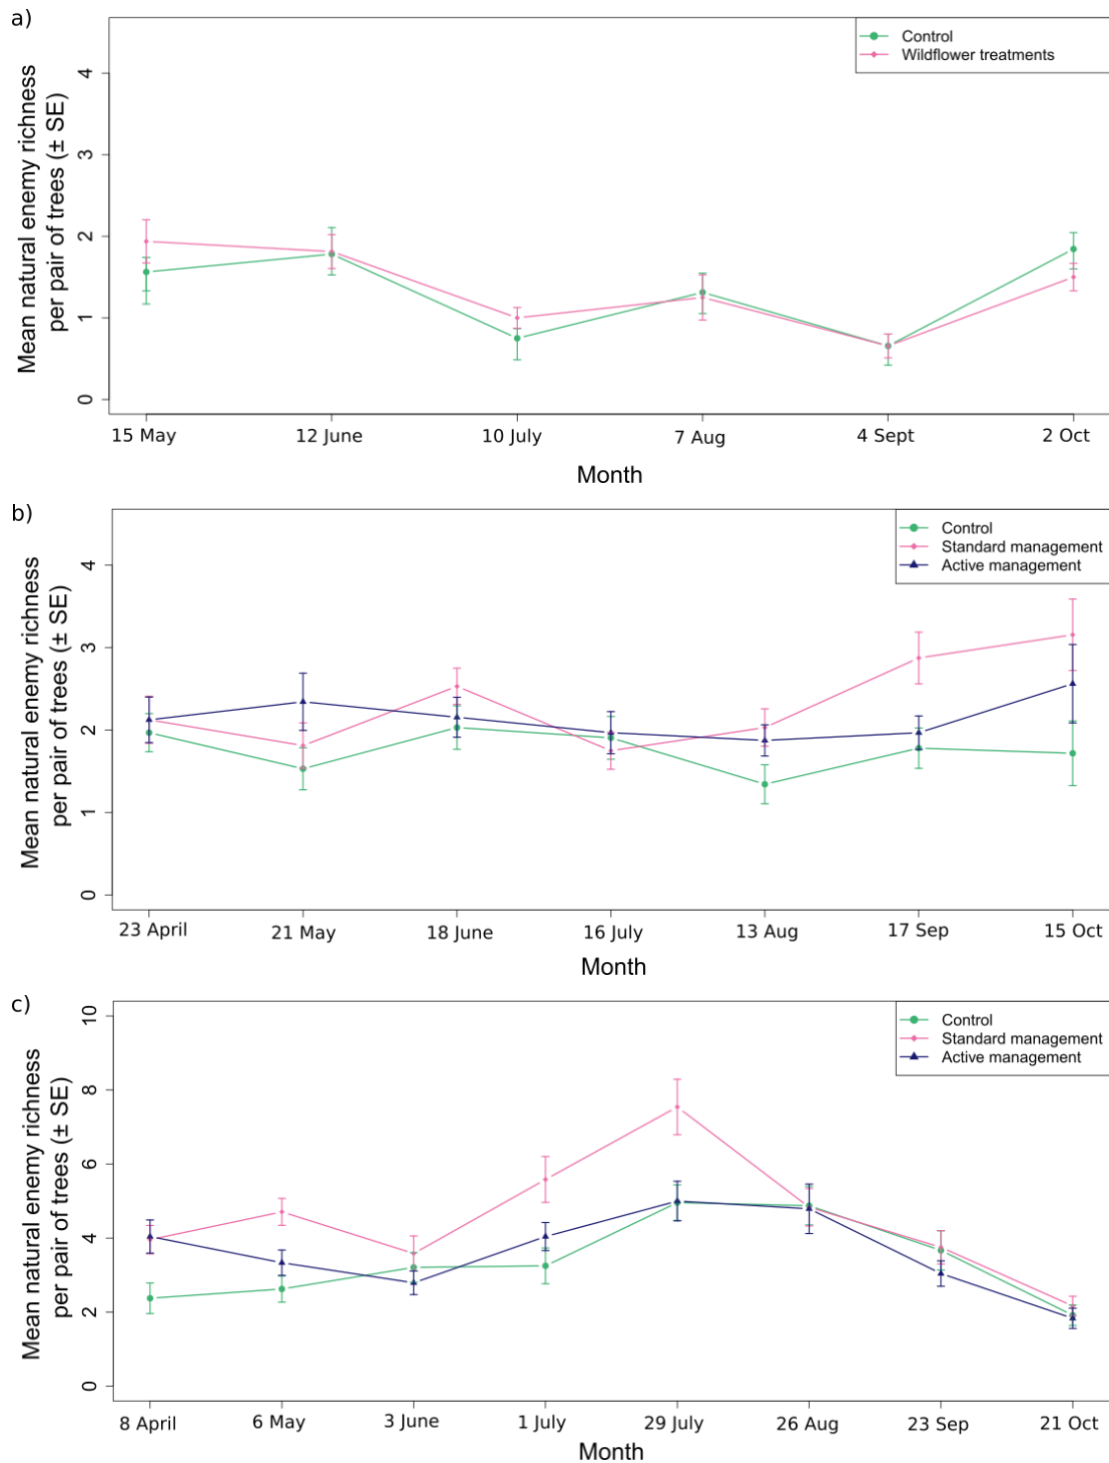 a)
Control
Wildflower treatments
Mean natural enemy richness
per pair of trees (± SE)
4
3
2
1
0
15 May
12 June
10 July
7 Aug
4 Sept
2 Oct
Month
b)
Control
Standard management
Active management
Mean natural enemy richness
per pair of trees (± SE)
4
3
2
1
0
23 April
21 May
18 June
16 July
13 Aug
17 Sep
15 Oct
Month
c)
Control
Standard management
Active management
Mean natural enemy richness
per pair of trees (± SE)
10
8
6
4
2
0
8 April
6 May
3 June
1 July
29 July
26 Aug
23 Sep
21 Oct
Month